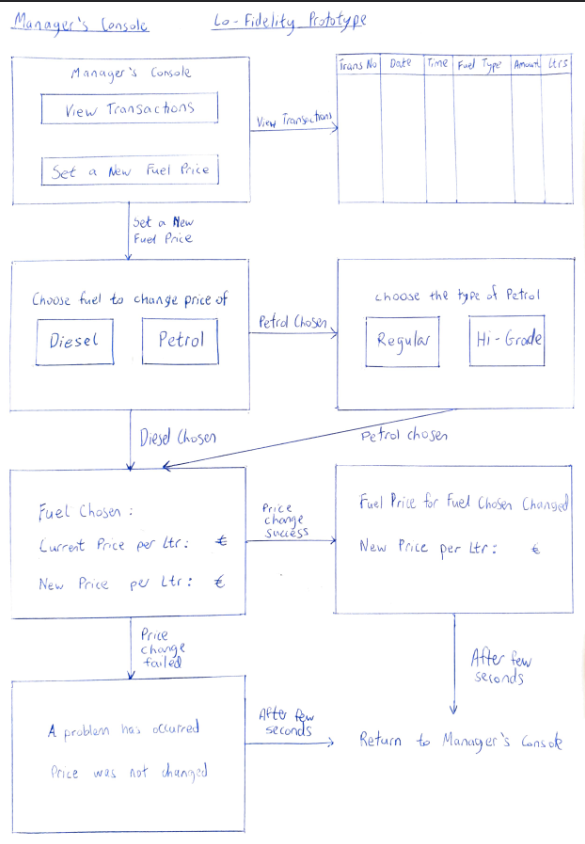 Manager's Console
Lo-Fidelity Prototype
Manager's Console
View Transactions
Set a New Fuel Price
View Transactions
Trans No Date Time Fuel Type Amount Ltrs
Set a New
Fuel Price
Choose fuel to change price of
Diesel
Petrol
Petrol Chosen
choose the type of Petrol
Regular
Hi-Grade
Diesel Chosen
Petrol chosen
Fuel Chosen :
Current Price per Ltr: €
New Price per Ltr: €
Price
change
success
Fuel Price for Fuel Chosen Changed
New Price per Ltr: €
Price
change
failed
After few
seconds
A problem has occurred
Price was not changed
After few
seconds
Return to Manager's Console